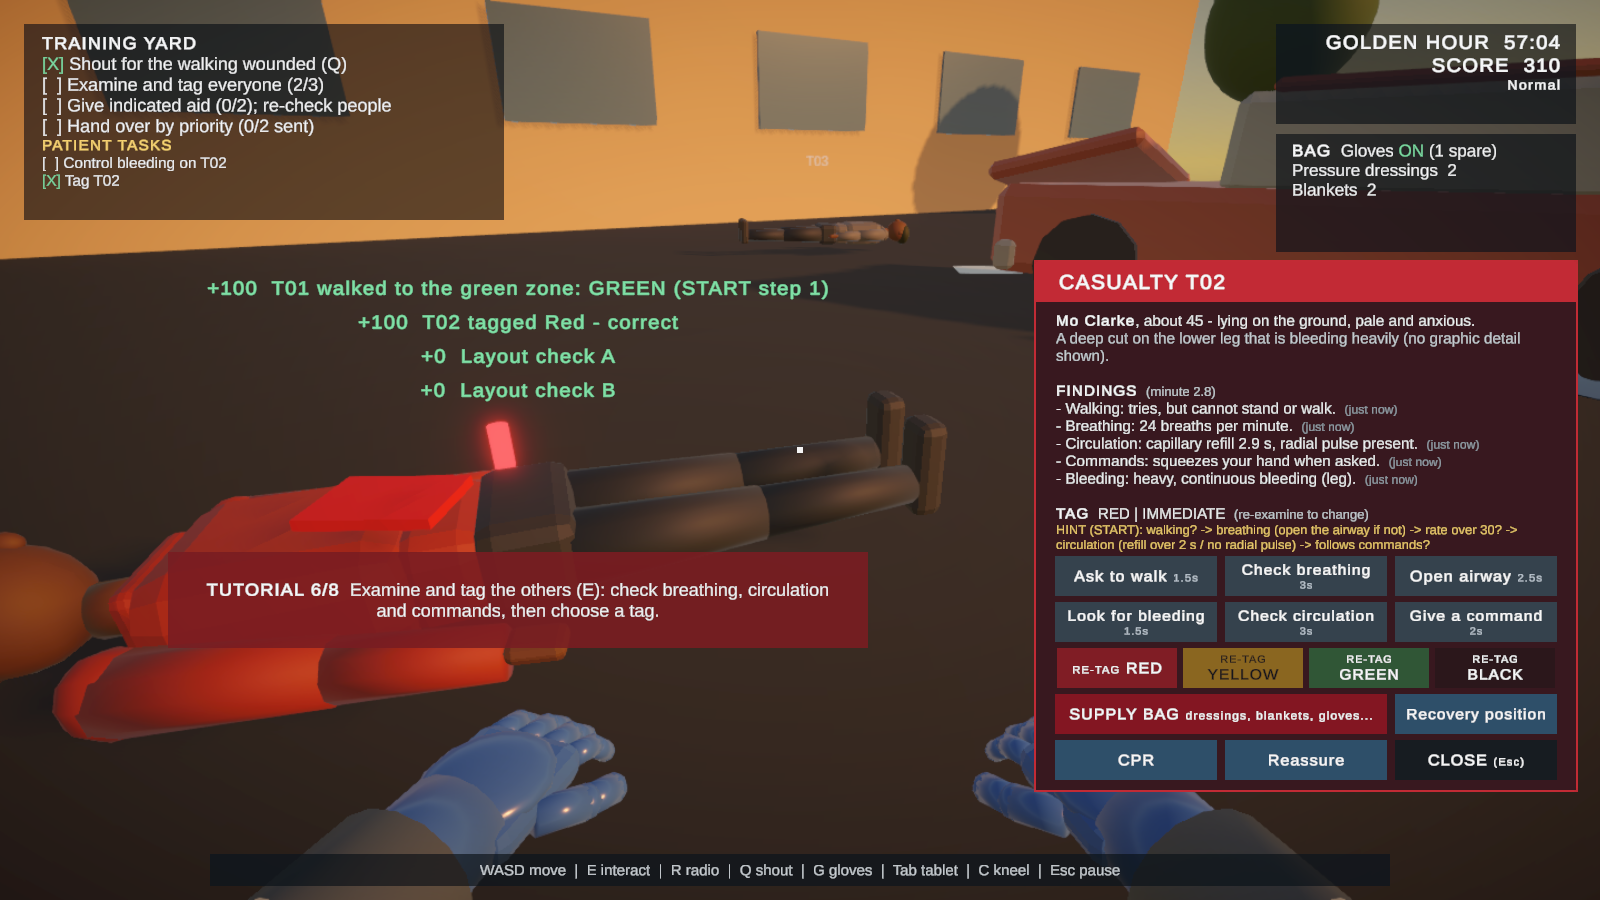 TRAINING YARD
[X] Shout for the walking wounded (Q)
[ ] Examine and tag everyone (2/3)
[ ] Give indicated aid (0/2); re-check people
[ ] Hand over by priority (0/2 sent)
PATIENT TASKS
[ ] Control bleeding on T02
[X] Tag T02
GOLDEN HOUR 57:04
SCORE 310
Normal
BAG Gloves ON (1 spare)
Pressure dressings 2
Blankets 2
T03
+100 T01 walked to the green zone: GREEN (START step 1)
+100 T02 tagged Red - correct
+0 Layout check A
+0 Layout check B
TUTORIAL 6/8 Examine and tag the others (E): check breathing, circulation
and commands, then choose a tag.
CASUALTY T02
Mo Clarke, about 45 - lying on the ground, pale and anxious.
A deep cut on the lower leg that is bleeding heavily (no graphic detail
shown).
FINDINGS (minute 2.8)
- Walking: tries, but cannot stand or walk. (just now)
- Breathing: 24 breaths per minute. (just now)
- Circulation: capillary refill 2.9 s, radial pulse present. (just now)
- Commands: squeezes your hand when asked. (just now)
- Bleeding: heavy, continuous bleeding (leg). (just now)
TAG RED | IMMEDIATE (re-examine to change)
HINT (START): walking? -> breathing (open the airway if not) -> rate over 30? ->
circulation (refill over 2 s / no radial pulse) -> follows commands?
Ask to walk 1.5s
Check breathing
3s
Open airway 2.5s
Look for bleeding
1.5s
Check circulation
3s
Give a command
2s
RE-TAG RED
RE-TAG
YELLOW
RE-TAG
GREEN
RE-TAG
BLACK
SUPPLY BAG dressings, blankets, gloves...
Recovery position
CPR
Reassure
CLOSE (Esc)
WASD move | E interact | R radio | Q shout | G gloves | Tab tablet | C kneel | Esc pause